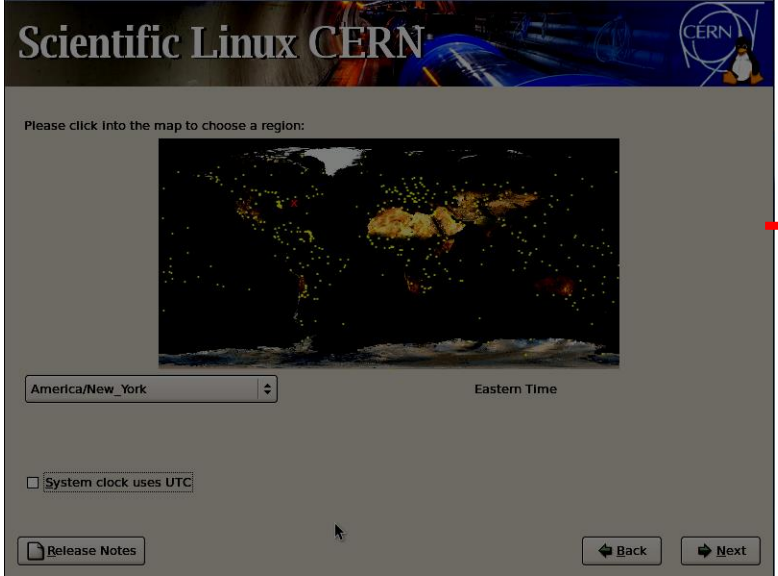 Scientific Linux CERN
CERN
Please click into the map to choose a region:
America/New_York
Eastern Time
System clock uses UTC
Release Notes
Back
Next